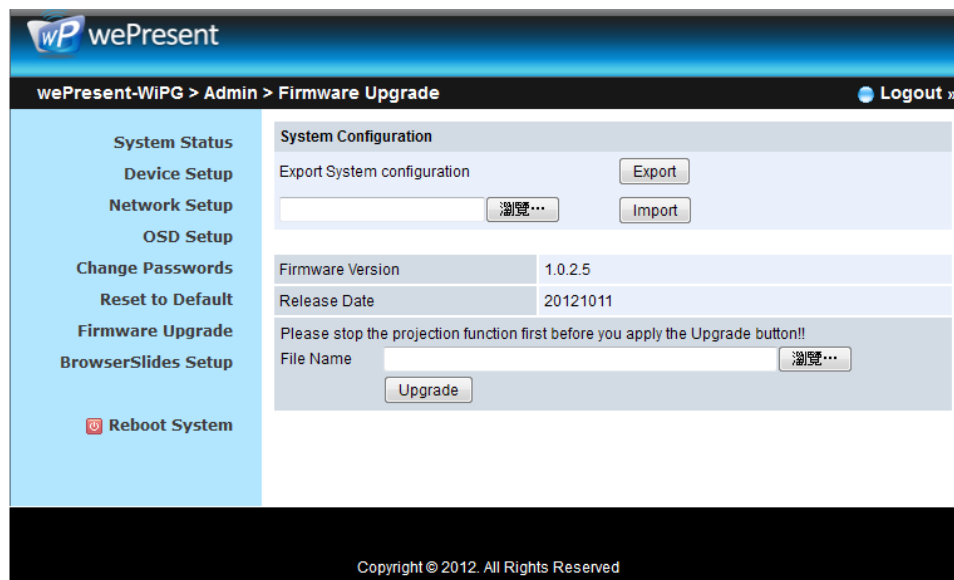 wP wePresent
wePresent-WiPG > Admin > Firmware Upgrade
Logout »
System Status
Device Setup
Network Setup
OSD Setup
Change Passwords
Reset to Default
Firmware Upgrade
BrowserSlides Setup
Reboot System
System Configuration
Export System configuration Export
瀏覽… Import
Firmware Version 1.0.2.5
Release Date 20121011
Please stop the projection function first before you apply the Upgrade button!!
File Name 瀏覽…
Upgrade
Copyright © 2012. All Rights Reserved